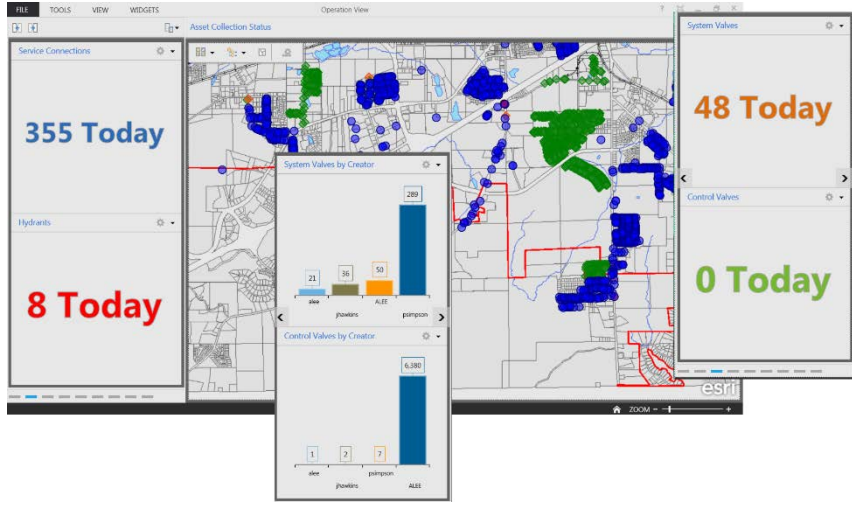 FILE TOOLS VIEW WIDGETS Operation View
Asset Collection Status
Service Connections
355 Today
Hydrants
8 Today
System Valves by Creator
289
50
36
21
alee ALEE psimpson
jhawkins
Control Valves by Creator
6,380
1 2 7
alee psimpson
jhawkins ALEE
System Valves
48 Today
Control Valves
0 Today
esri
ZOOM